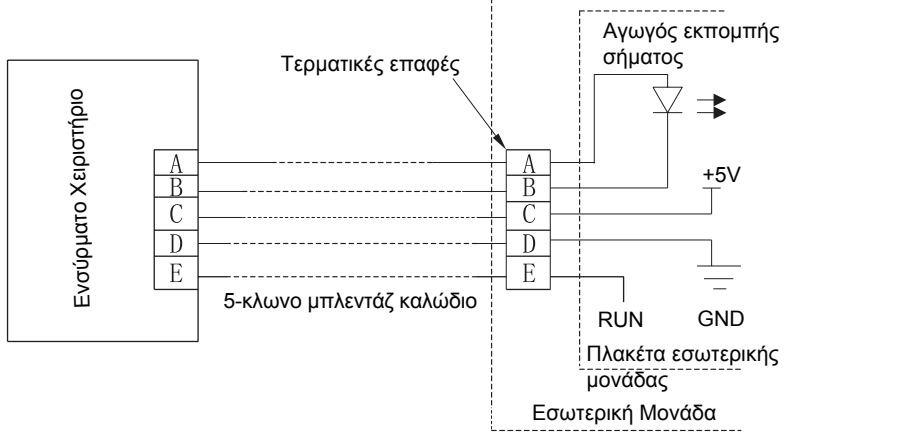 Αγωγός εκπομπής
σήματος
Τερματικές επαφές
Ενσύρματο Χειριστήριο
A
B
C
D
E
A
B
C
D
E
+5V
5-κλωνο μπλεντάζ καλώδιο
RUN
GND
Πλακέτα εσωτερικής
μονάδας
Εσωτερική Μονάδα